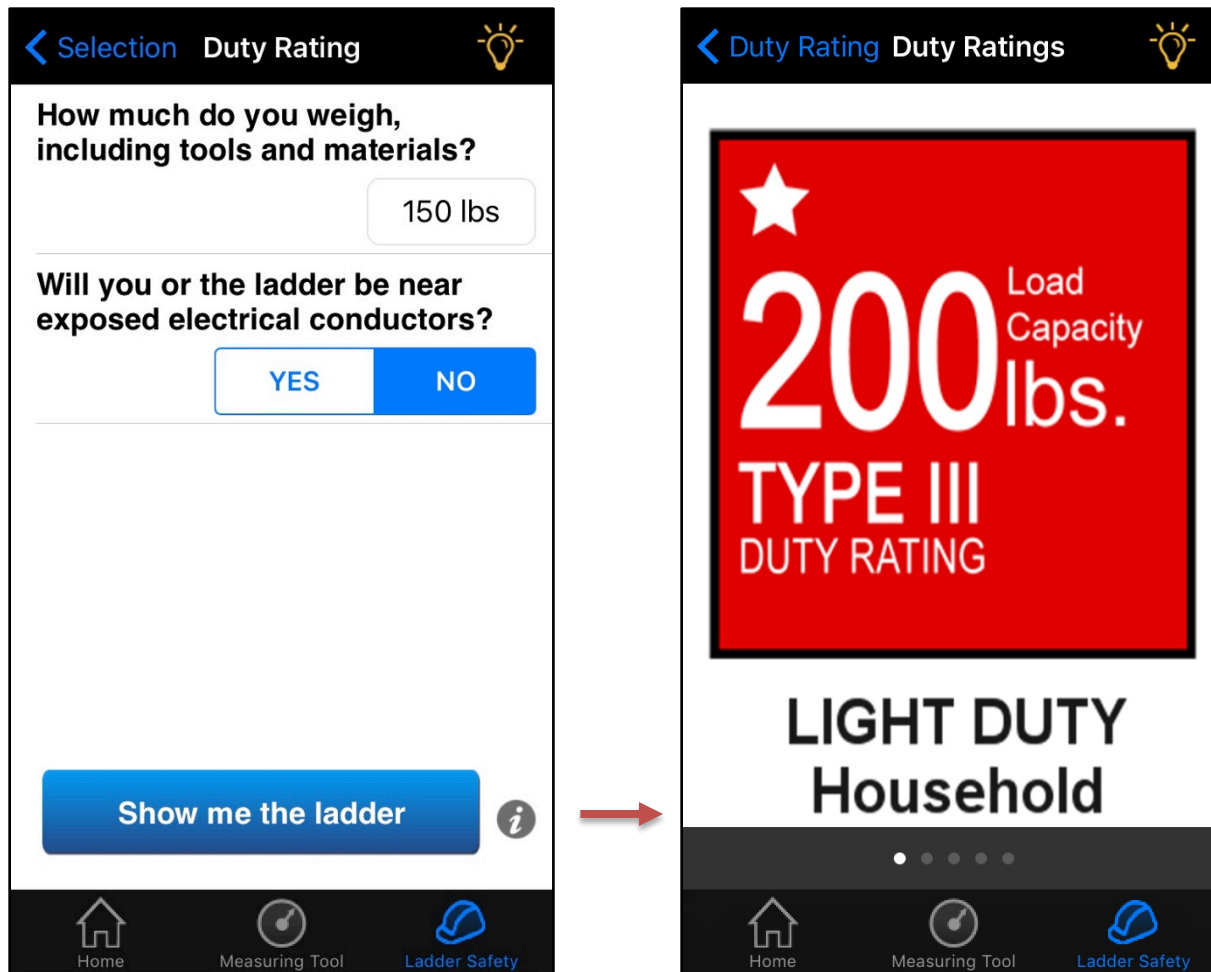 Selection Duty Rating
How much do you weigh,
including tools and materials?
150 lbs
Will you or the ladder be near
exposed electrical conductors?
YES NO
Show me the ladder
i
Home Measuring Tool Ladder Safety
Duty Rating Duty Ratings
200 Load
Capacity
lbs.
TYPE III
DUTY RATING
LIGHT DUTY
Household
Home Measuring Tool Ladder Safety